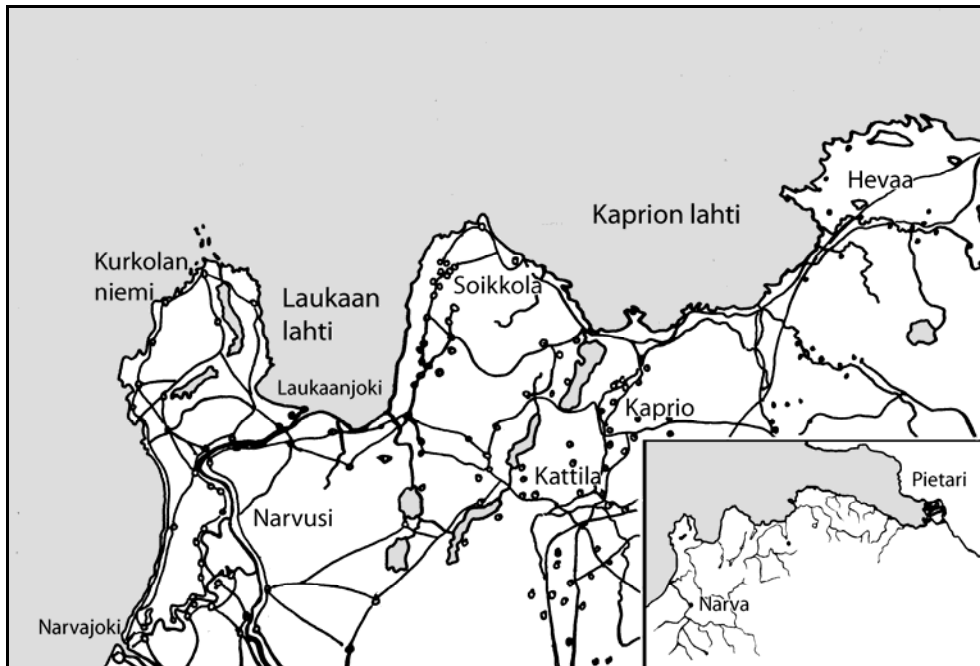 Hevaa
Kaprion lahti
Kurkolan
niemi
Soikkola
Laukaan
lahti
Laukaanjoki
Kaprio
Kattila
Pietari
Narvusi
Narva
Narvajoki